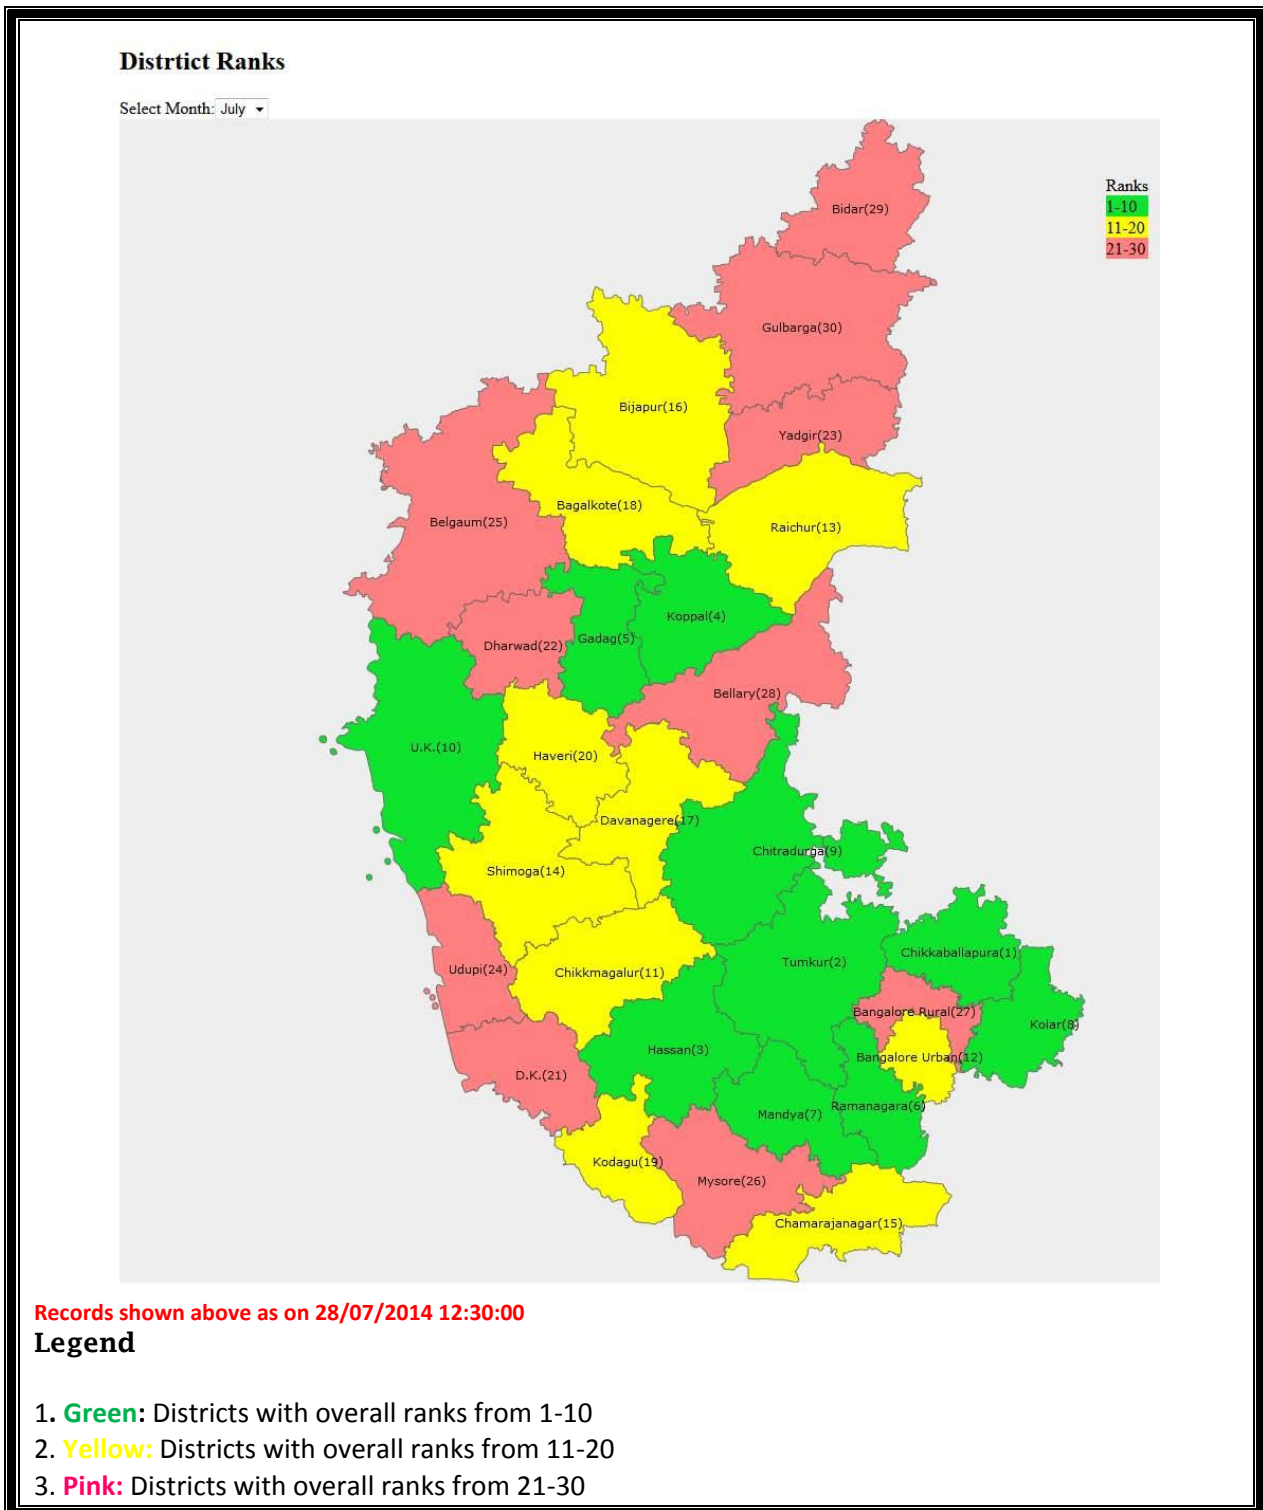 Distrtict Ranks
Select Month: July
Ranks
1-10
11-20
21-30
Bidar(29)
Gulbarga(30)
Bijapur(16)
Yadgir(23)
Bagalkote(18)
Belgaum(25)
Raichur(13)
Koppal(4)
Gadag(5)
Dharwad(22)
Bellary(28)
U.K.(10)
Haveri(20)
Davanagere(17)
Chitradurga(9)
Shimoga(14)
Chikkaballapura(1)
Tumkur(2)
Udupi(24)
Chikkmagalur(11)
Bangalore Rural(27)
Kolar(8)
Hassan(3)
Bangalore Urban(12)
D.K.(21)
Ramanagara(6)
Mandya(7)
Kodagu(19)
Mysore(26)
Chamarajanagar(15)
Records shown above as on 28/07/2014 12:30:00
Legend
1. Green: Districts with overall ranks from 1-10
2. Yellow: Districts with overall ranks from 11-20
3. Pink: Districts with overall ranks from 21-30